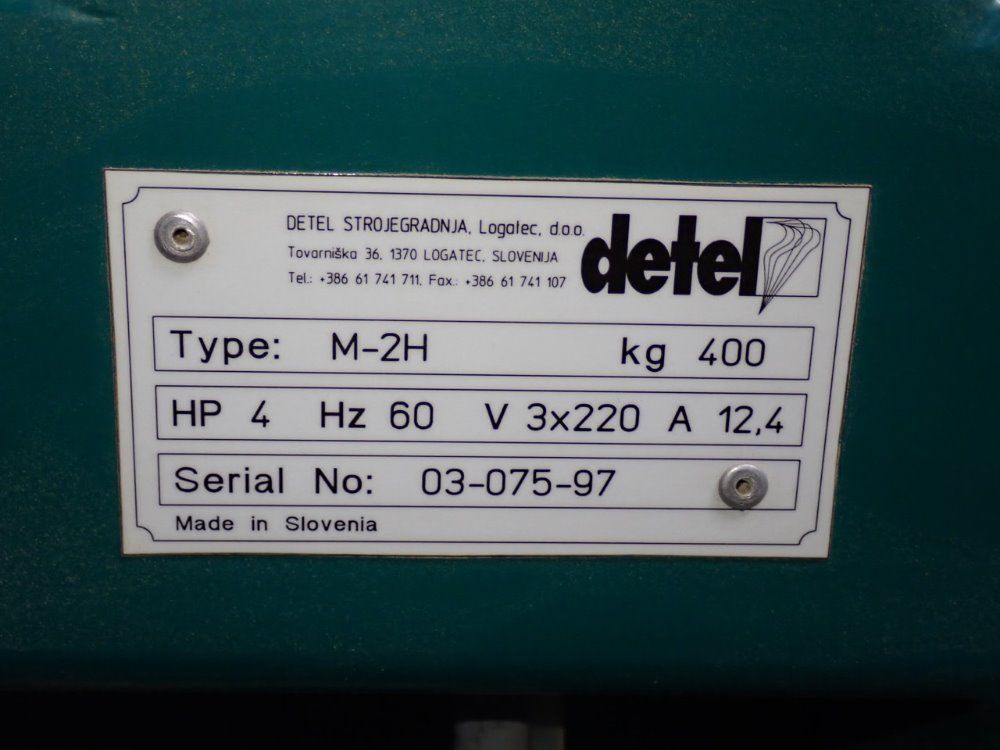 DETEL STROJEGRADNJA, Logatec, d.o.o.
Tovarniška 36, 1370 LOGATEC, SLOVENIJA
Tel.: +386 61 741 711, Fax.: +386 61 741 107
detel
Type: M-2H kg 400
HP 4 Hz 60 V 3x220 A 12,4
Serial No: 03-075-97
Made in Slovenia